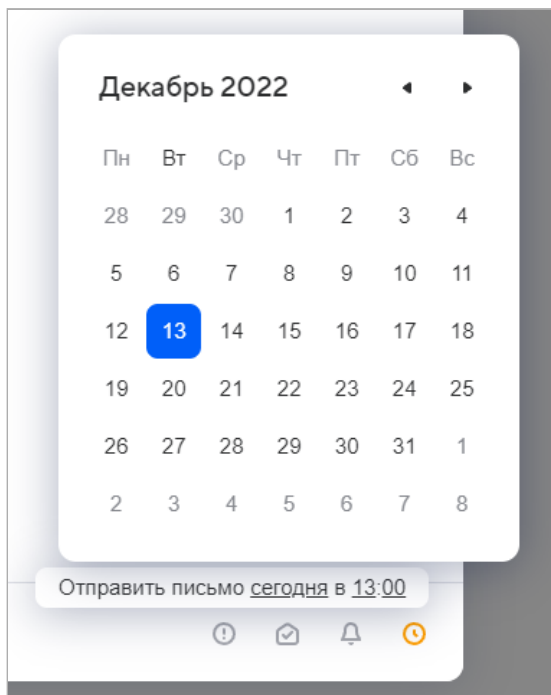 Декабрь 2022
Пн Вт Ср Чт Пт Сб Вс
28 29 30 1 2 3 4
5 6 7 8 9 10 11
12 13 14 15 16 17 18
19 20 21 22 23 24 25
26 27 28 29 30 31 1
2 3 4 5 6 7 8
Отправить письмо сегодня в 13:00